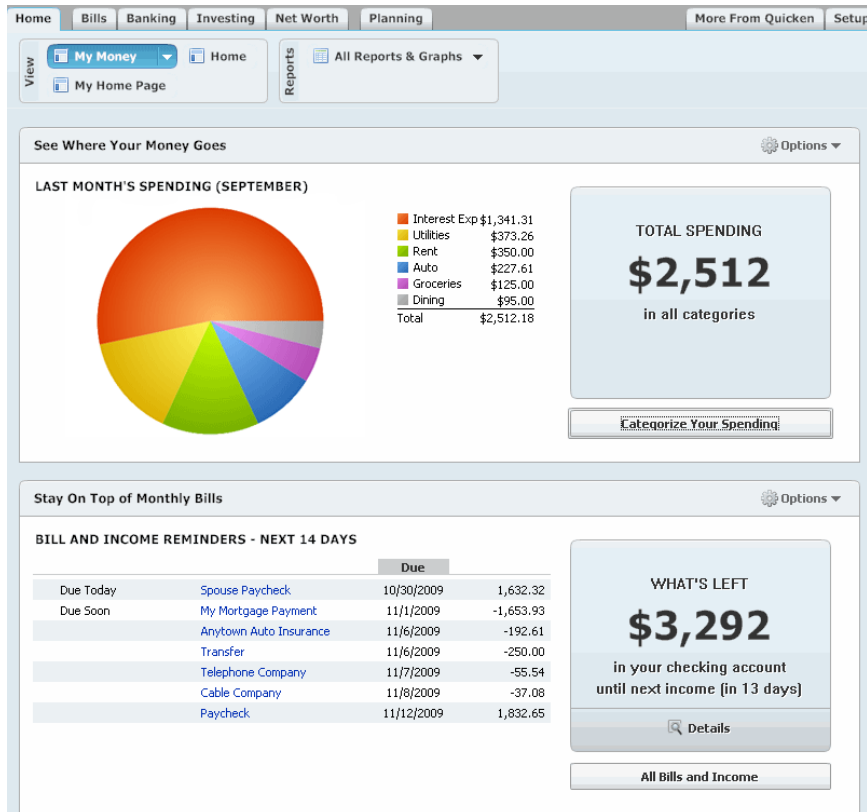 Home Bills Banking Investing Net Worth Planning More From Quicken Setup
View
My Money Home
My Home Page
Reports
All Reports & Graphs
See Where Your Money Goes Options
LAST MONTH'S SPENDING (SEPTEMBER)
Interest Exp $1,341.31
Utilities $373.26
Rent $350.00
Auto $227.61
Groceries $125.00
Dining $95.00
Total $2,512.18
TOTAL SPENDING
$2,512
in all categories
Categorize Your Spending
Stay On Top of Monthly Bills Options
BILL AND INCOME REMINDERS - NEXT 14 DAYS
Due
Due Today Spouse Paycheck 10/30/2009 1,632.32
Due Soon My Mortgage Payment 11/1/2009 -1,653.93
Anytown Auto Insurance 11/6/2009 -192.61
Transfer 11/6/2009 -250.00
Telephone Company 11/7/2009 -55.54
Cable Company 11/8/2009 -37.08
Paycheck 11/12/2009 1,832.65
WHAT'S LEFT
$3,292
in your checking account
until next income (in 13 days)
Details
All Bills and Income